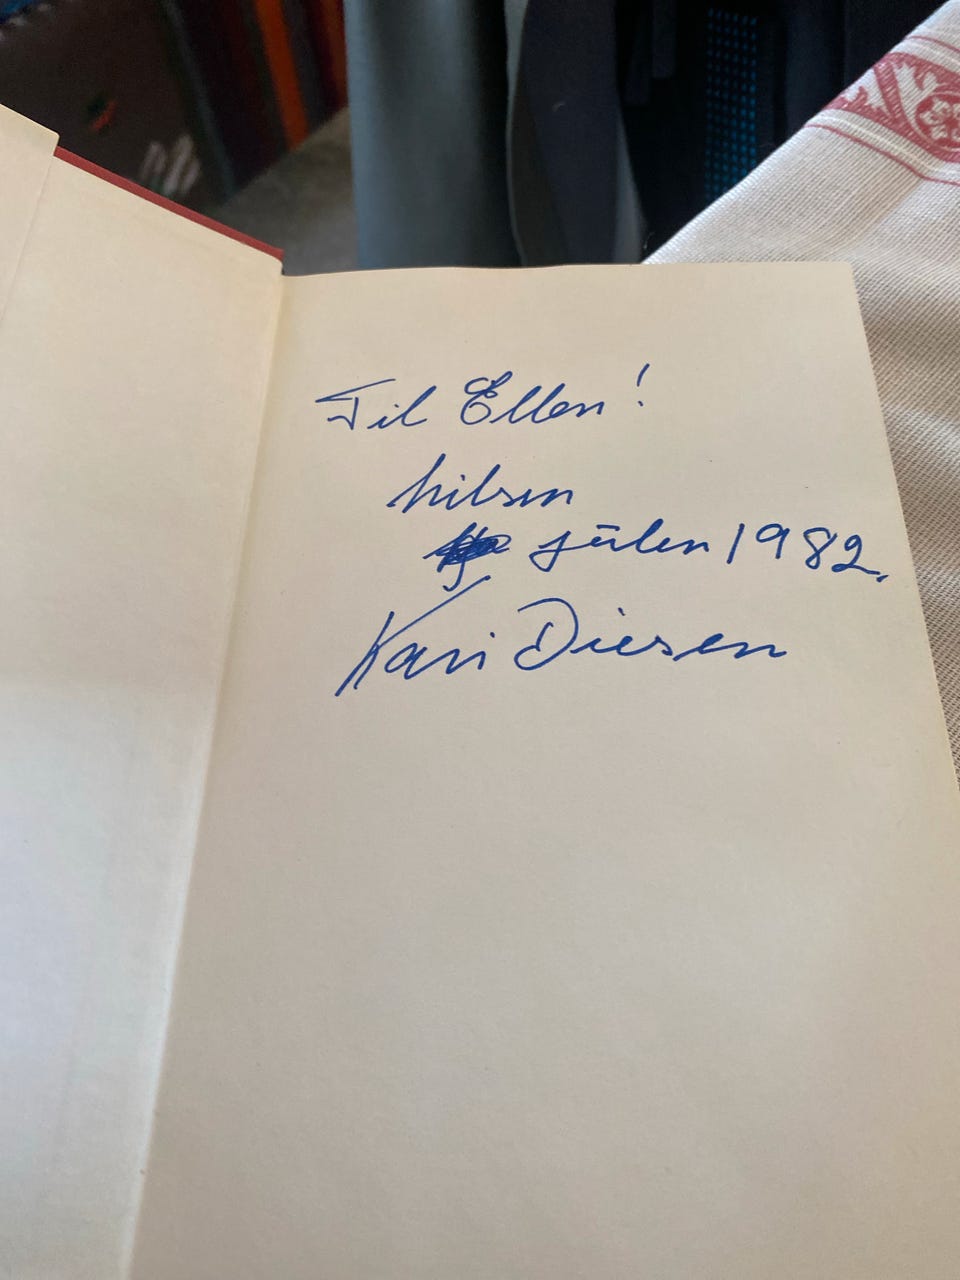 Til Ellen!
hilsen
julen 1982.
Kari Diesen